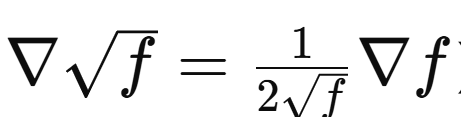 ∇√f = 1/(2√f) ∇f